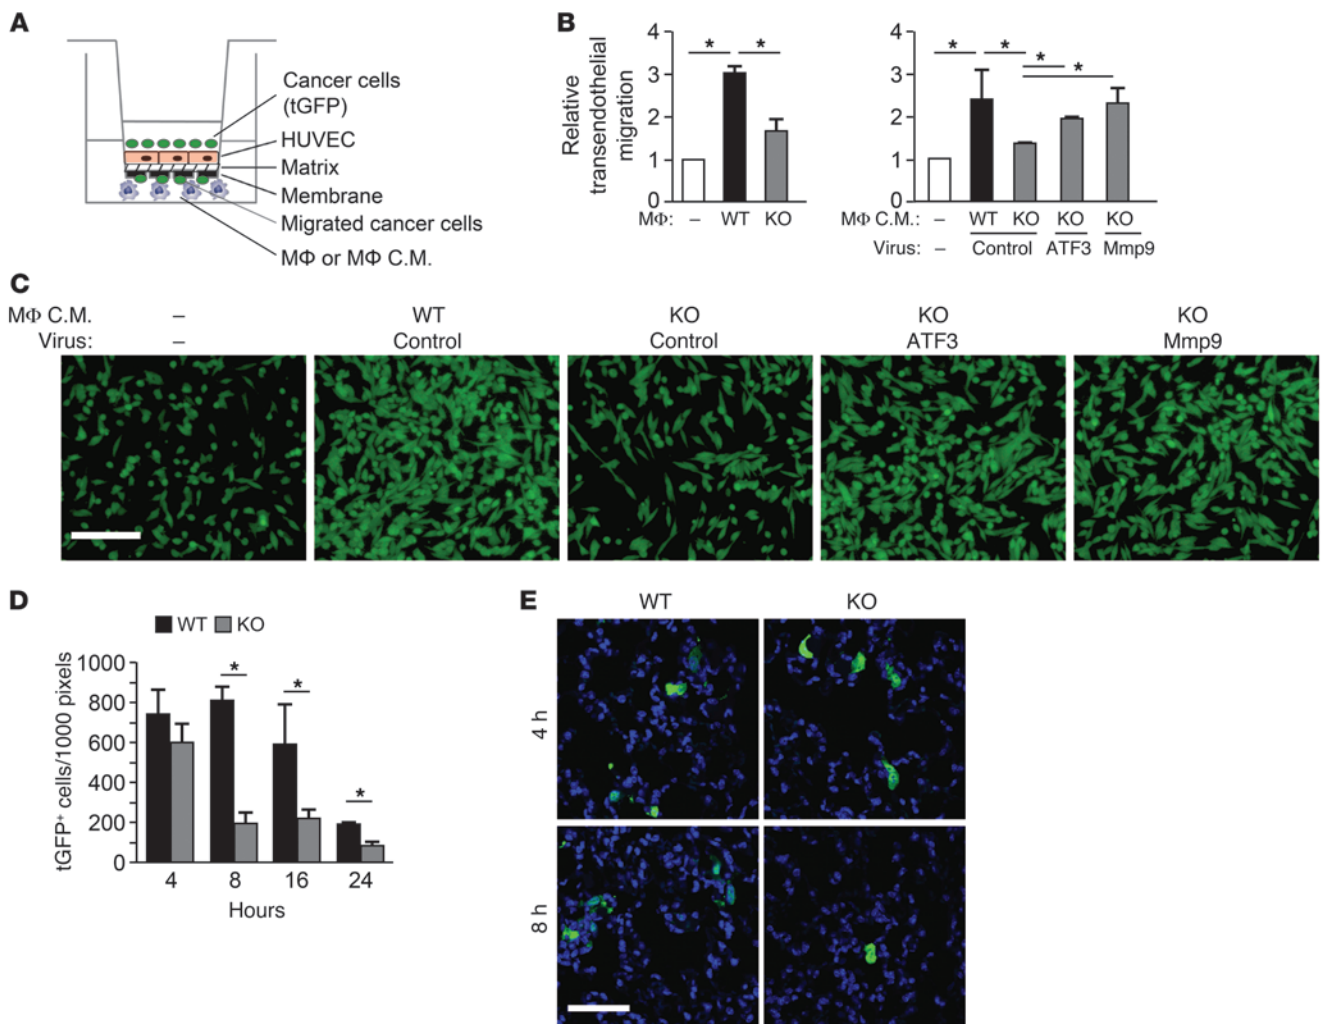 A
Cancer cells
(tGFP)
HUVEC
Matrix
Membrane
Migrated cancer cells
MΦ or MΦ C.M.
B
Relative
transendothelial
migration
4
3
2
1
0
* *
MΦ: – WT KO
4
3
2
1
0
* * * *
MΦ C.M.: – WT KO KO KO
Virus: – Control ATF3 Mmp9
C
MΦ C.M. – WT KO KO KO
Virus: – Control Control ATF3 Mmp9
D
WT KO
tGFP⁺ cells/1000 pixels
1000
800
600
400
200
0
* * *
4 8 16 24
Hours
E
WT KO
4 h
8 h